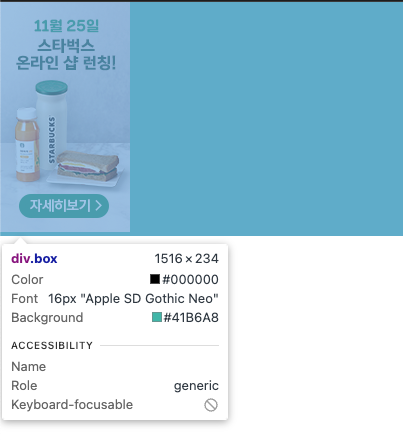 11월 25일
스타벅스
온라인 샵 런칭!
STARBUCKS
자세히보기 >
div.box 1516 × 234
Color #000000
Font 16px "Apple SD Gothic Neo"
Background #41B6A8
ACCESSIBILITY
Name
Role generic
Keyboard-focusable